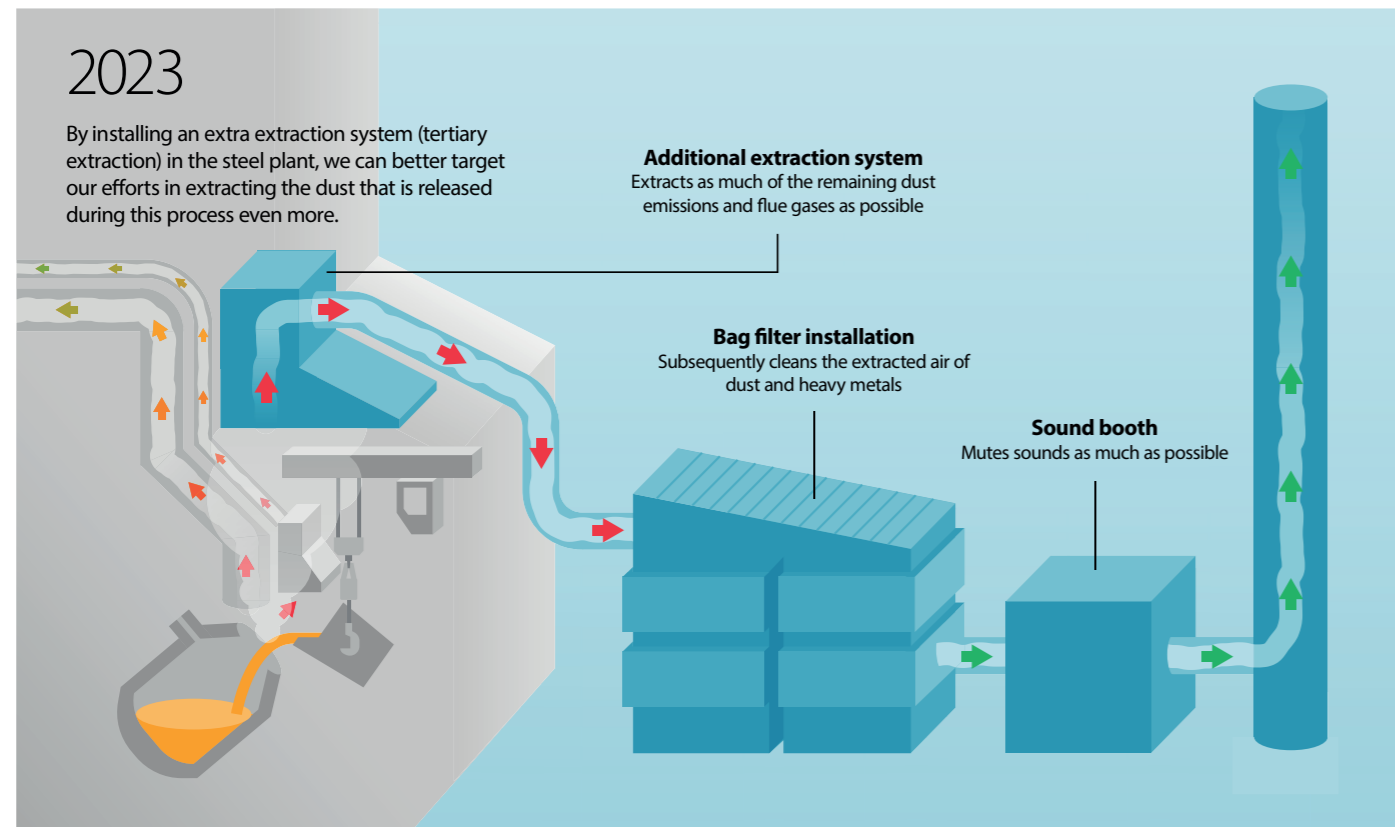 2023
By installing an extra extraction system (tertiary
extraction) in the steel plant, we can better target
our efforts in extracting the dust that is released
during this process even more.
Additional extraction system
Extracts as much of the remaining dust
emissions and flue gases as possible
Bag filter installation
Subsequently cleans the extracted air of
dust and heavy metals
Sound booth
Mutes sounds as much as possible